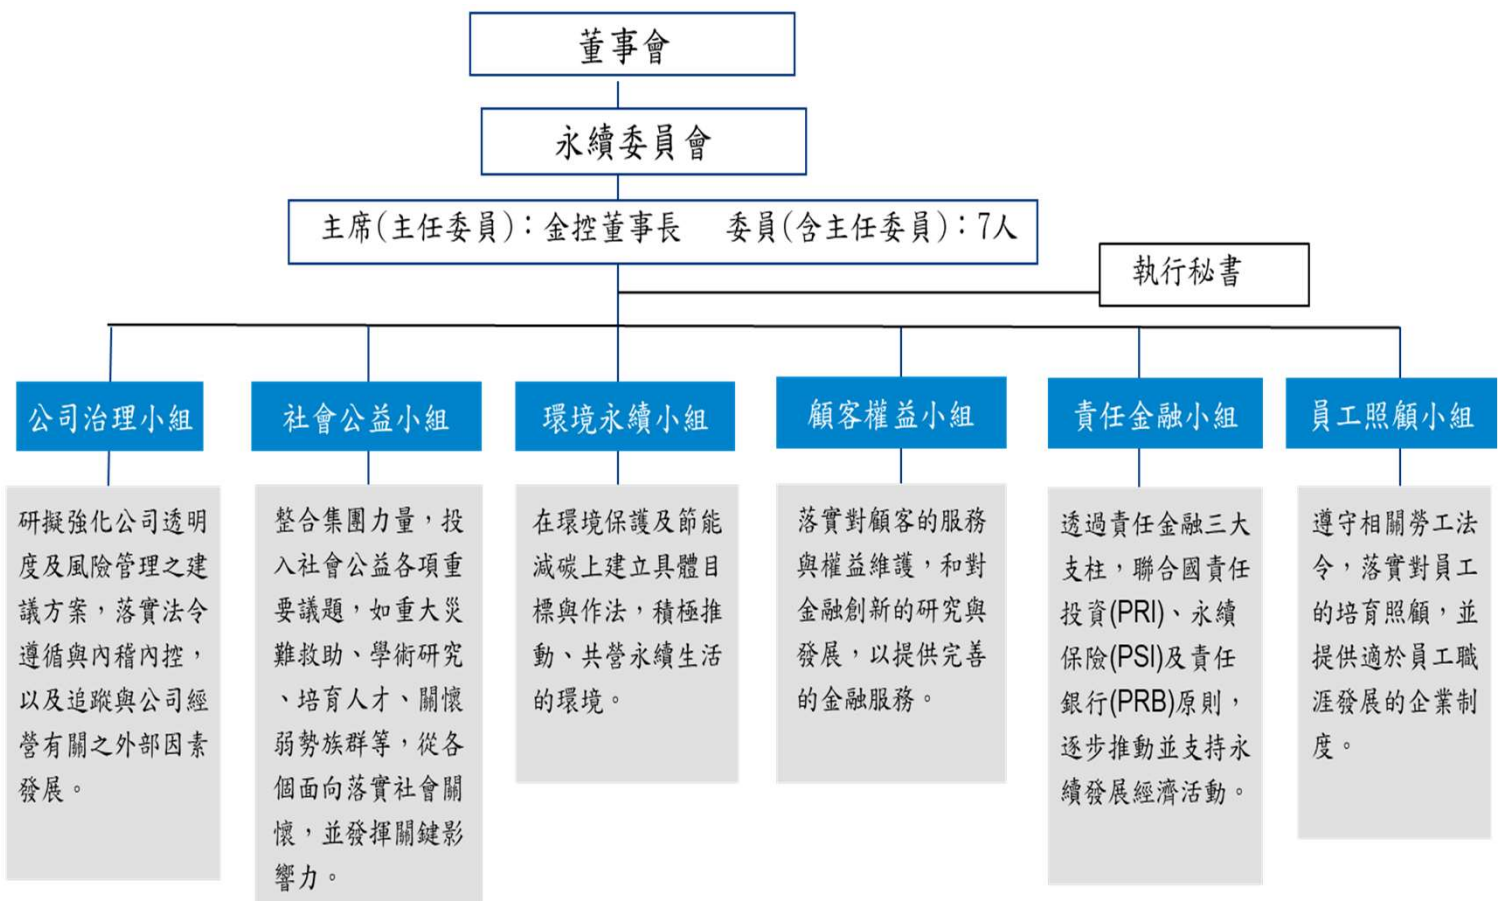 董事會
永續委員會
主席(主任委員)：金控董事長 委員(含主任委員)：7人
執行秘書
公司治理小組
社會公益小組
環境永續小組
顧客權益小組
責任金融小組
員工照顧小組
研擬強化公司透明
度及風險管理之建
議方案，落實法令
遵循與內稽內控，
以及追蹤與公司經
營有關之外部因素
發展。
整合集團力量，投
入社會公益各項重
要議題，如重大災
難救助、學術研究
、培育人才、關懷
弱勢族群等，從各
個面向落實社會關
懷，並發揮關鍵影
響力。
在環境保護及節能
減碳上建立具體目
標與作法，積極推
動、共營永續生活
的環境。
落實對顧客的服務
與權益維護，和對
金融創新的研究與
發展，以提供完善
的金融服務。
透過責任金融三大
支柱，聯合國責任
投資(PRI)、永續
保險(PSI)及責任
銀行(PRB)原則，
逐步推動並支持永
續發展經濟活動。
遵守相關勞工法
令，落實對員工
的培育照顧，並
提供適於員工職
涯發展的企業制
度。